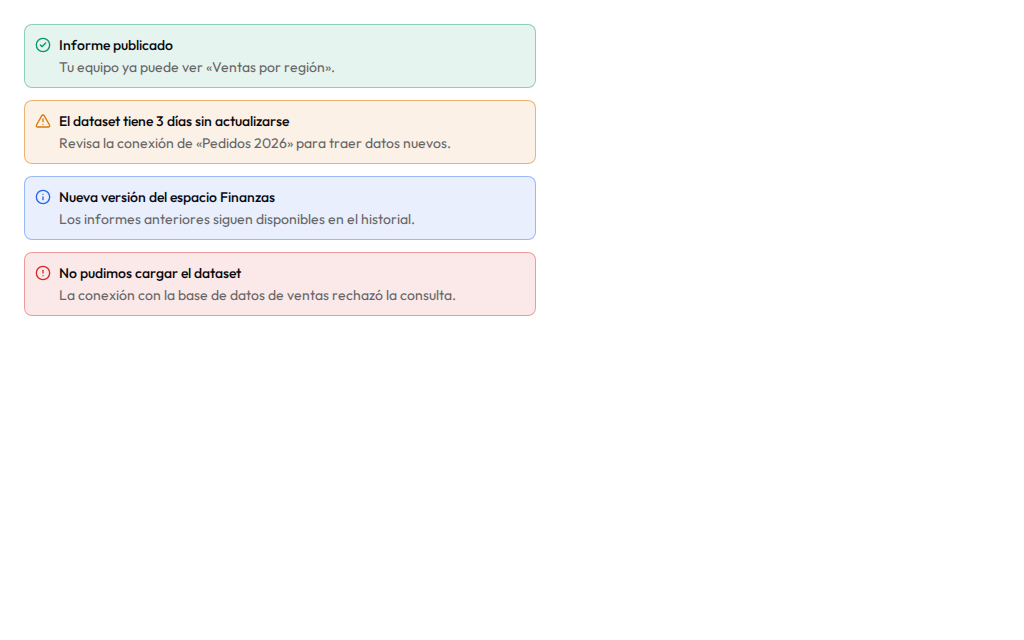 Informe publicado
Tu equipo ya puede ver «Ventas por región».
El dataset tiene 3 días sin actualizarse
Revisa la conexión de «Pedidos 2026» para traer datos nuevos.
Nueva versión del espacio Finanzas
Los informes anteriores siguen disponibles en el historial.
No pudimos cargar el dataset
La conexión con la base de datos de ventas rechazó la consulta.